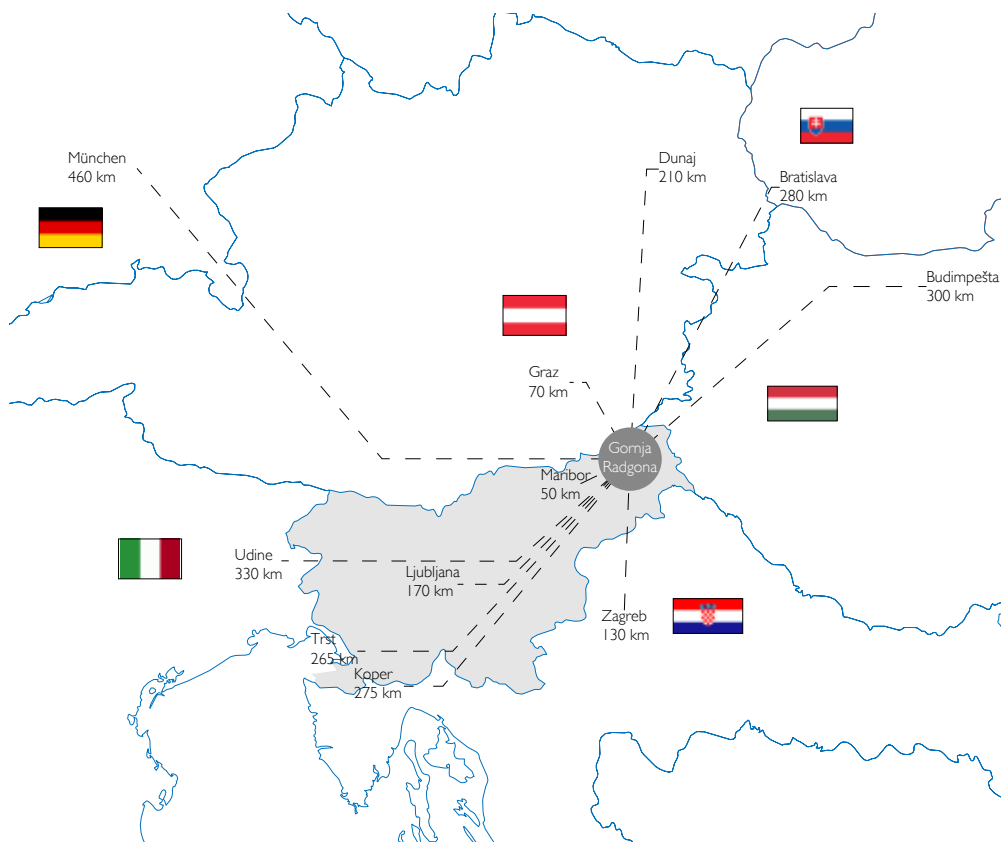 München
460 km
Dunaj
210 km
Bratislava
280 km
Budimpešta
300 km
Graz
70 km
Gornja
Radgona
Maribor
50 km
Udine
330 km
Ljubljana
170 km
Zagreb
130 km
Trst
265 km
Koper
275 km